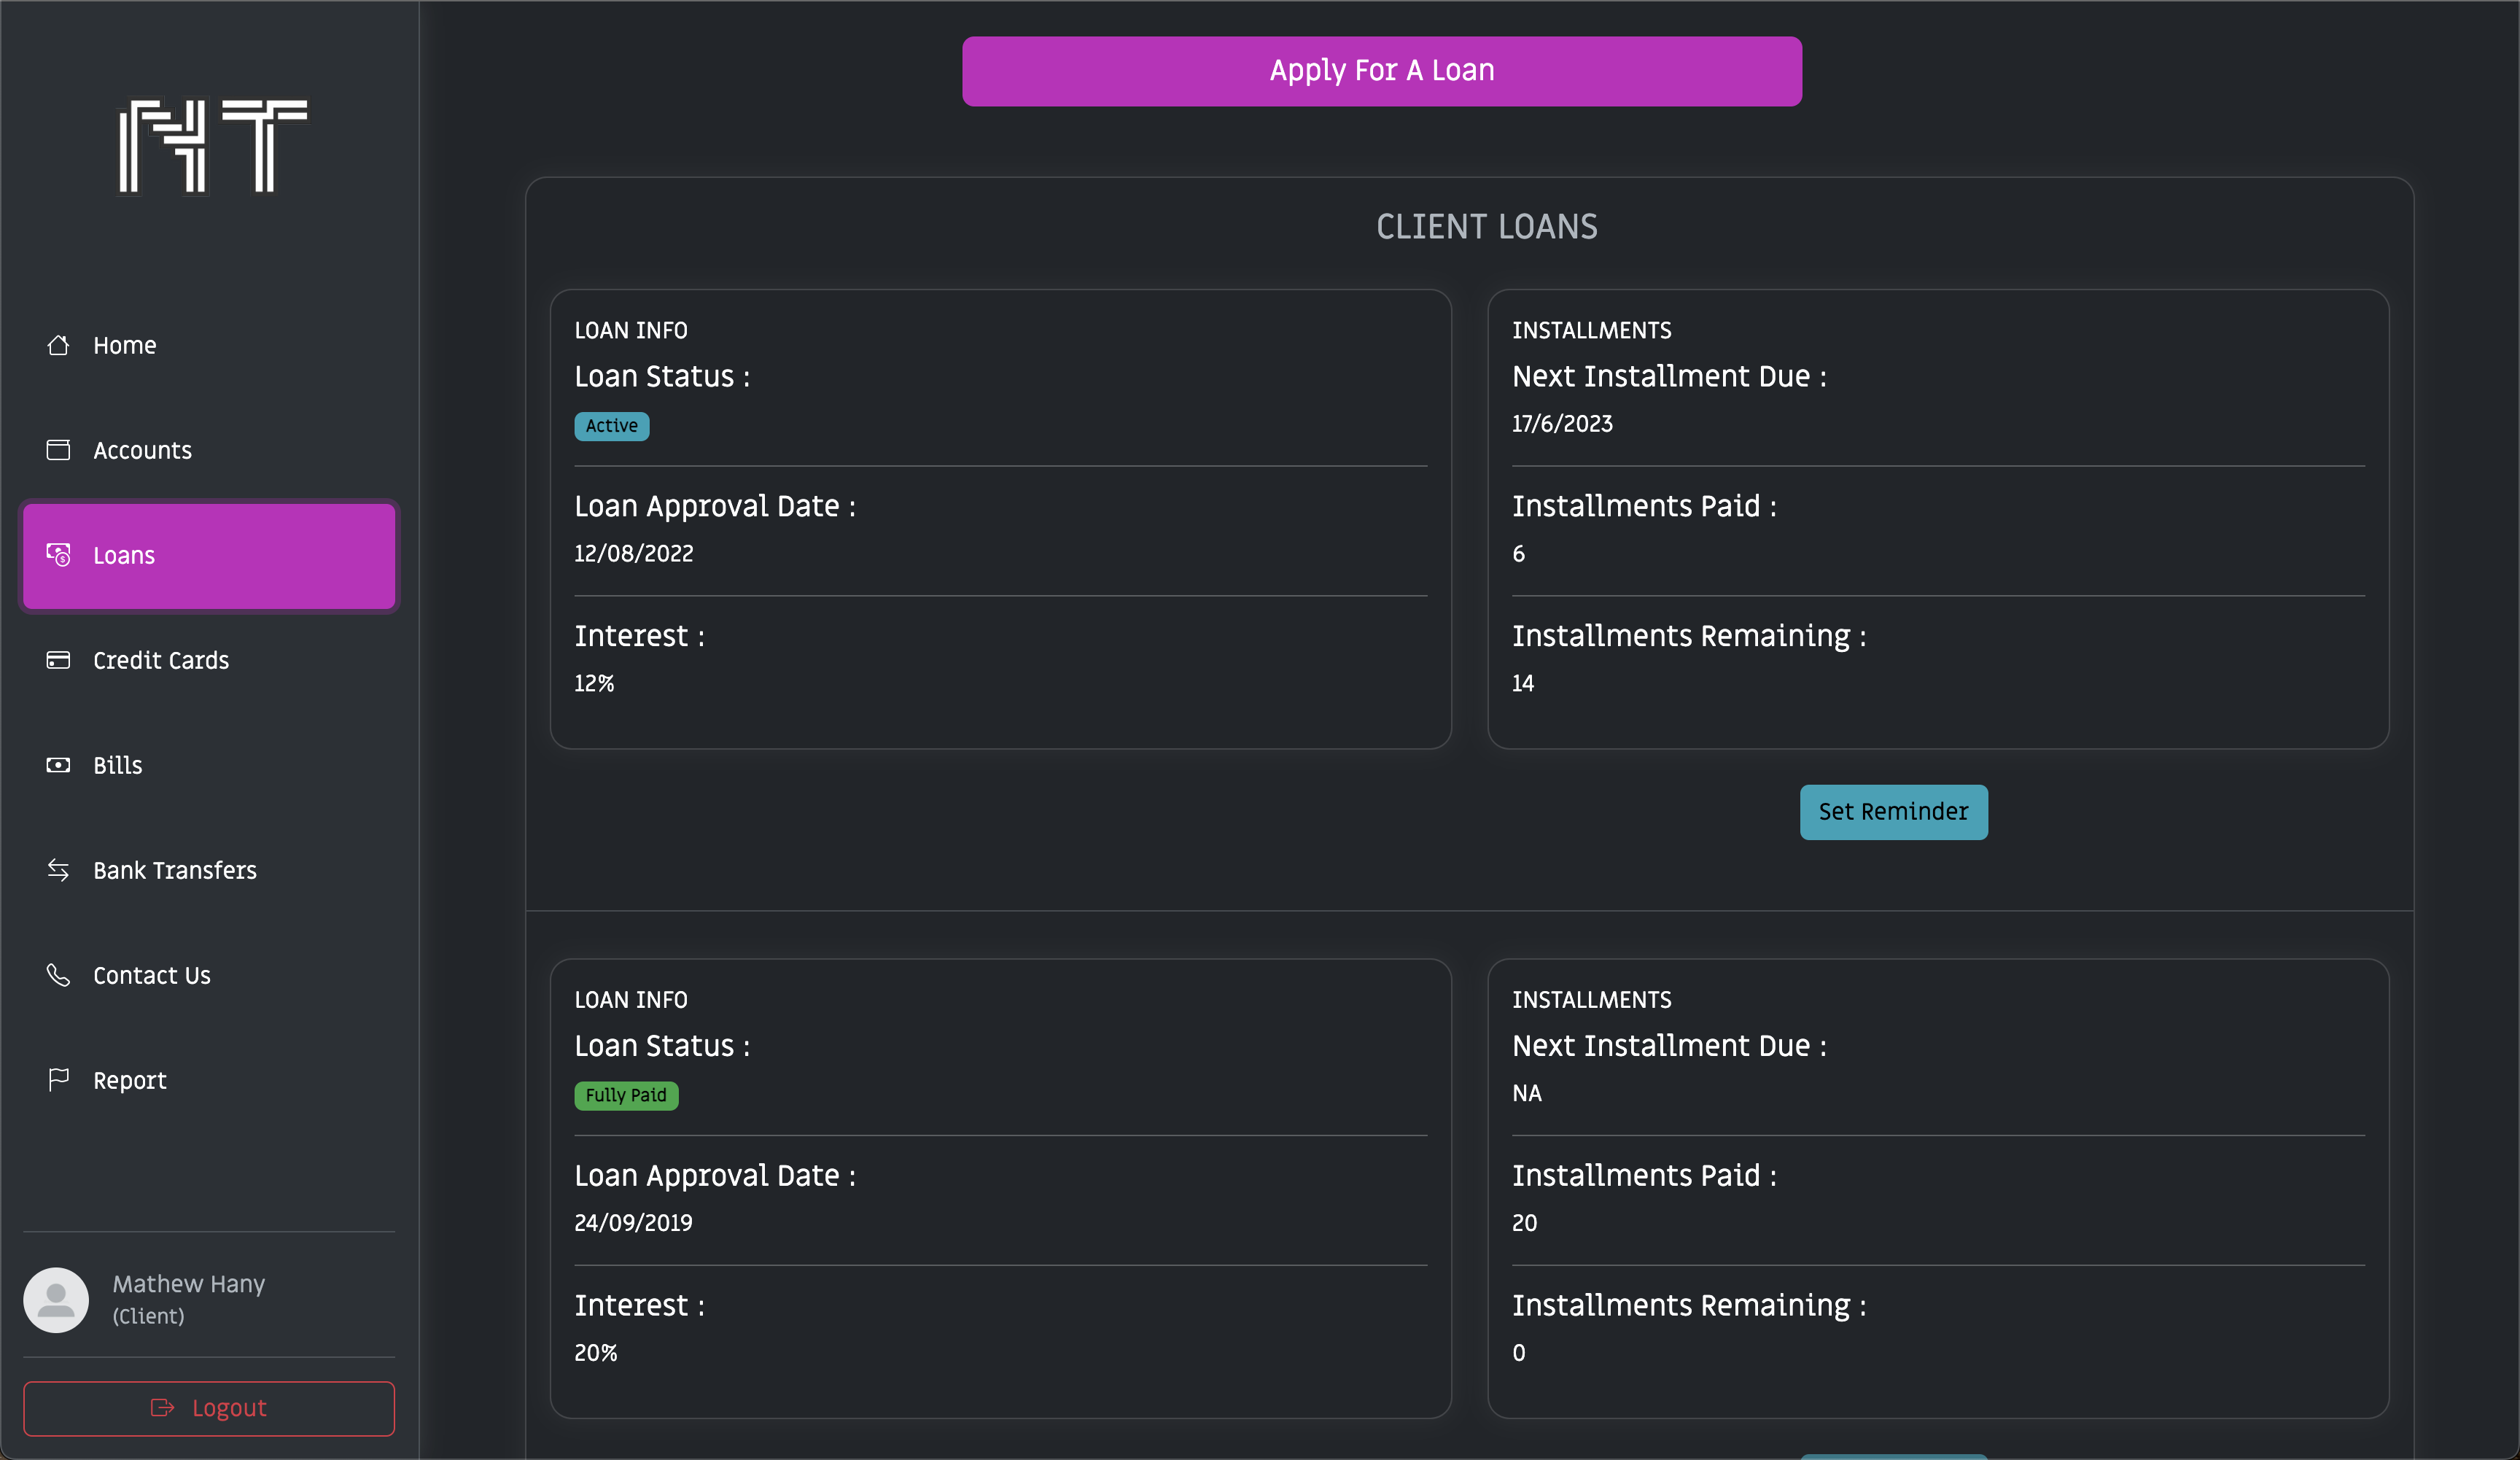 NT
Home
Accounts
Loans
Credit Cards
Bills
Bank Transfers
Contact Us
Report
Mathew Hany
(Client)
Logout
Apply For A Loan
CLIENT LOANS
LOAN INFO
Loan Status :
Active
Loan Approval Date :
12/08/2022
Interest :
12%
INSTALLMENTS
Next Installment Due :
17/6/2023
Installments Paid :
6
Installments Remaining :
14
Set Reminder
LOAN INFO
Loan Status :
Fully Paid
Loan Approval Date :
24/09/2019
Interest :
20%
INSTALLMENTS
Next Installment Due :
NA
Installments Paid :
20
Installments Remaining :
0